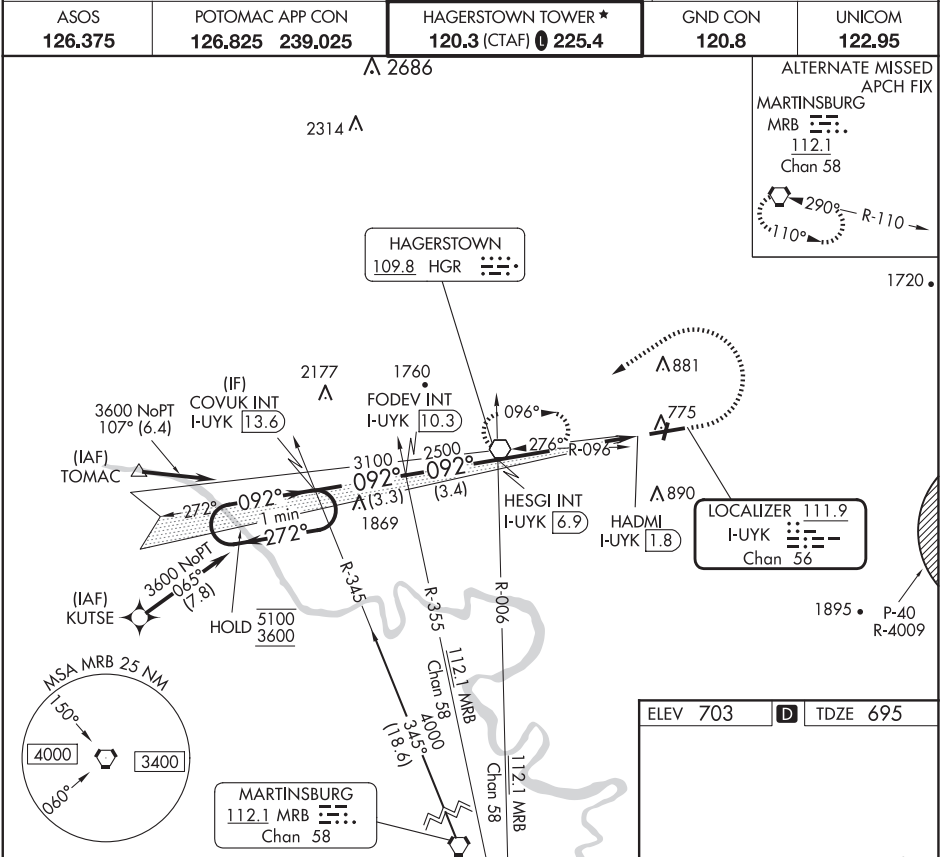 ASOS
126.375
POTOMAC APP CON
126.825 239.025
HAGERSTOWN TOWER ★
120.3 (CTAF) L 225.4
GND CON
120.8
UNICOM
122.95
2686
2314
ALTERNATE MISSED
APCH FIX
MARTINSBURG
MRB
112.1
Chan 58
290°
R-110
110°
HAGERSTOWN
109.8 HGR
1720
881
2177
1760
(IF)
COVUK INT
I-UYK 13.6
FODEV INT
I-UYK 10.3
3600 NoPT
107° (6.4)
096°
775
(IAF)
TOMAC
276°
R-096
3100
2500
092°
092°
092°
272°
(3.3)
(3.4)
1 min
1869
272°
HESGI INT
I-UYK 6.9
890
HADMI
I-UYK 1.8
LOCALIZER 111.9
I-UYK
Chan 56
3600 NoPT
065°
(7.8)
(IAF)
KUTSE
HOLD 5100
3600
R-345
R-355
R-006
1895
P-40
R-4009
MSA MRB 25 NM
150°
4000
3400
060°
112.1 MRB
Chan 58
4000
345°
(18.6)
112.1 MRB
Chan 58
MARTINSBURG
112.1 MRB
Chan 58
ELEV 703
D
TDZE 695